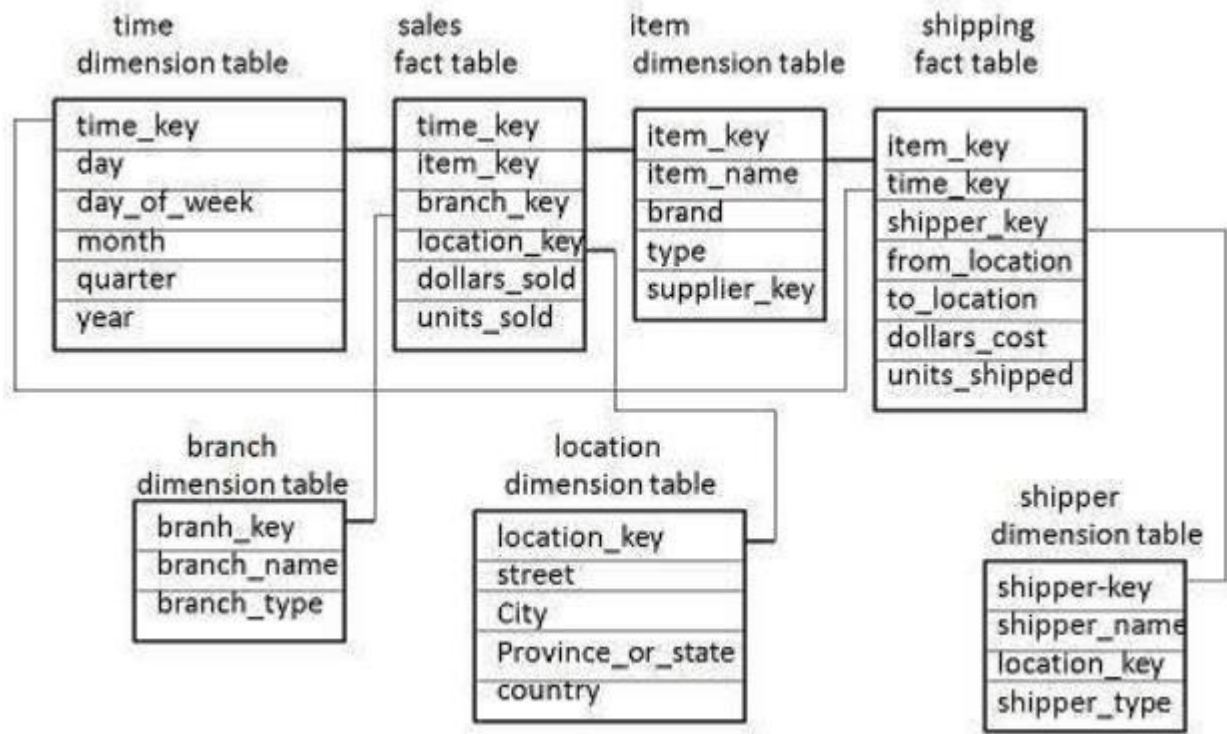 time
dimension table
time_key
day
day_of_week
month
quarter
year
sales
fact table
time_key
item_key
branch_key
location_key
dollars_sold
units_sold
item
dimension table
item_key
item_name
brand
type
supplier_key
shipping
fact table
item_key
time_key
shipper_key
from_location
to_location
dollars_cost
units_shipped
branch
dimension table
branh_key
branch_name
branch_type
location
dimension table
location_key
street
City
Province_or_state
country
shipper
dimension table
shipper-key
shipper_name
location_key
shipper_type